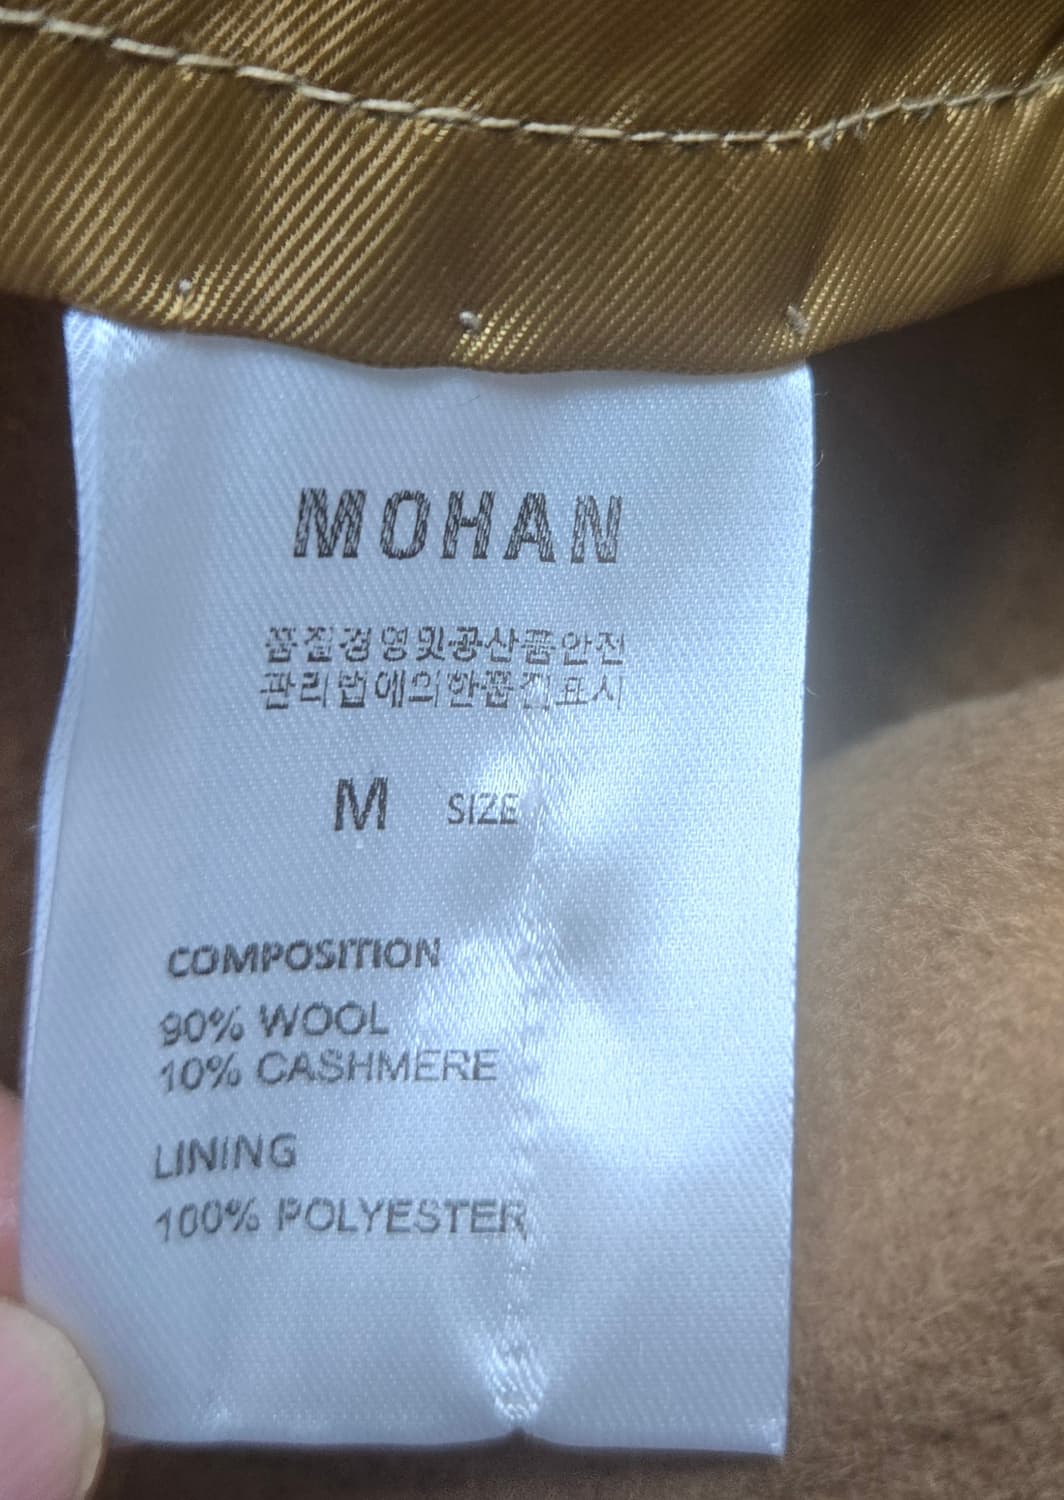 MOHAN
품질경영및공산품안전
관리법에의한품질표시
M SIZE
COMPOSITION
90% WOOL
10% CASHMERE
LINING
100% POLYESTER